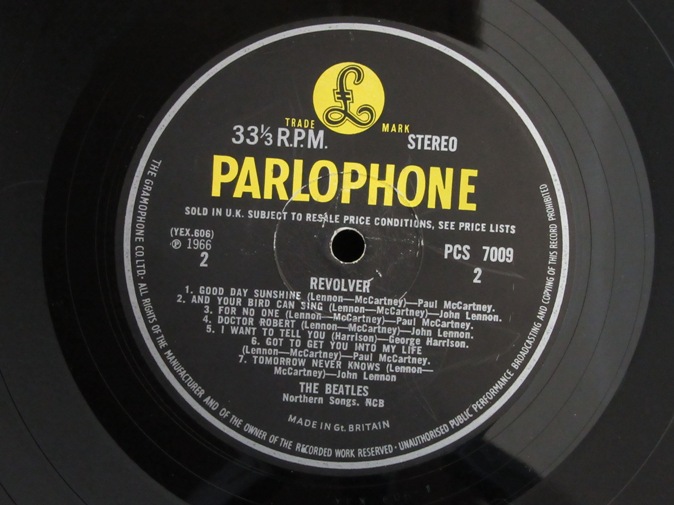 £
TRADE MARK
33⅓ R.P.M. STEREO
PARLOPHONE
SOLD IN U.K. SUBJECT TO RESALE PRICE CONDITIONS, SEE PRICE LISTS
(YEX.606)
℗ 1966
2
PCS 7009
2
REVOLVER
1. GOOD DAY SUNSHINE (Lennon—McCartney)—Paul McCartney.
2. AND YOUR BIRD CAN SING (Lennon—McCartney)—John Lennon.
3. FOR NO ONE (Lennon—McCartney)—Paul McCartney.
4. DOCTOR ROBERT (Lennon—McCartney)—John Lennon.
5. I WANT TO TELL YOU (Harrison)—George Harrison.
6. GOT TO GET YOU INTO MY LIFE
(Lennon—McCartney)—Paul McCartney.
7. TOMORROW NEVER KNOWS (Lennon—
McCartney)—John Lennon
THE BEATLES
Northern Songs. NCB
MADE IN Gt. BRITAIN
THE GRAMOPHONE CO. LTD. · ALL RIGHTS OF THE MANUFACTURER AND OF THE OWNER OF THE RECORDED WORK RESERVED · UNAUTHORISED PUBLIC PERFORMANCE BROADCASTING AND COPYING OF THIS RECORD PROHIBITED